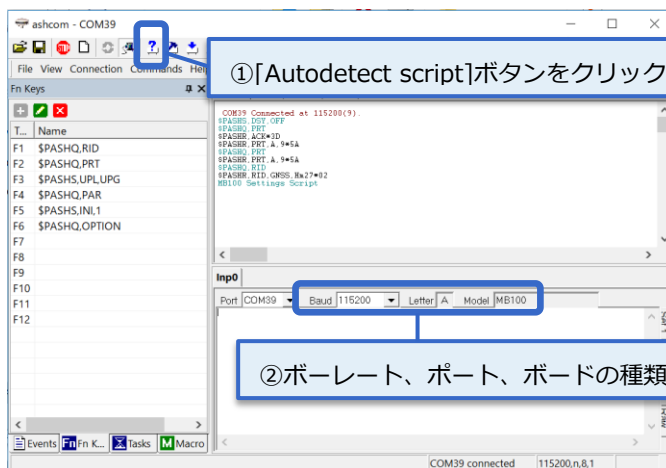 ashcom - COM39
File View Connection Commands Hel
①[Autodetect script]ボタンをクリック
Fn Keys
T... Name
F1 $PASHQ,RID
F2 $PASHQ,PRT
F3 $PASHS,UPL,UPG
F4 $PASHQ,PAR
F5 $PASHS,INI,1
F6 $PASHQ,OPTION
F7
F8
F9
F10
F11
F12
COM39 Connected at 115200(9).
$PASHS,DSY,OFF
$PASHQ,PRT
$PASHR,ACK*3D
$PASHR,PRT,A,9*5A
$PASHQ,PRT
$PASHR,PRT,A,9*5A
$PASHQ,RID
$PASHR,RID,GNSS,Hm27*02
MB100 Settings Script
Inp0
Port COM39 Baud 115200 Letter A Model MB100
②ボーレート、ポート、ボードの種類
Events Fn Fn K... Tasks M Macro
COM39 connected 115200,n,8,1